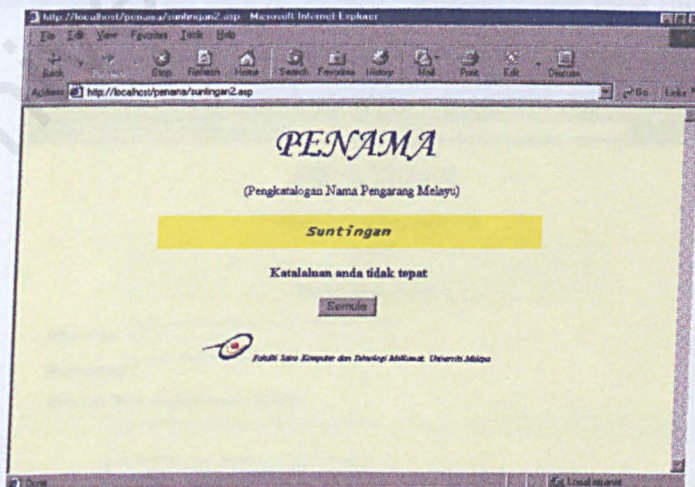 http://localhost/penama/suntingan2.asp - Microsoft Internet Explorer
File Edit View Favorites Tools Help
Back Stop Refresh Home Search Favorites History Mail Print Edit Discuss
Address http://localhost/penama/suntingan2.asp Go Links »
PENAMA
(Pengkatalogan Nama Pengarang Melayu)
Suntingan
Katalaluan anda tidak tepat
Semula
Fakulti Sains Komputer dan Teknologi Maklumat, Universiti Malaya
Done Local intranet